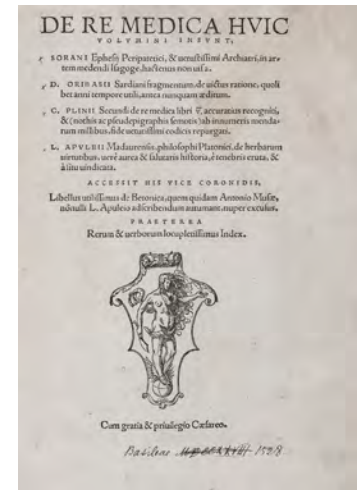 DE RE MEDICA HVIC
VOLVMINI INSVNT,
SORANI Ephesij Peripatetici, & uetustissimi Archiatri, in ar-
tem medendi Isagoge, hactenus non uisa.
D. ORIBASII Sardiani fragmentum, de uictus ratione, quoli
bet anni tempore utili, antea nunquam æditum.
C. PLINII Secundi de re medica libri V. accuratius recogniti,
& (nothis ac pseudepigraphis semotis) ab innumeris menda-
rum millibus, fide uetustissimi codicis repurgati.
L. APVLEII Madaurensis, philosophi Platonici, de herbarum
uirtutibus, uerè aurea & salutaris historia, è tenebris eruta, &
à situ uindicata.
ACCESSIT HIS VICE CORONIDIS,
Libellus utilissimus de Betonica, quem quidam Antonio Musæ,
nōnulli L. Apuleio adscribendum autumant, nuper excusus.
PRAETEREA
Rerum & uerborum locupletissimus Index.
Cum gratia & priuilegio Cæsareo.
Basileae 1528